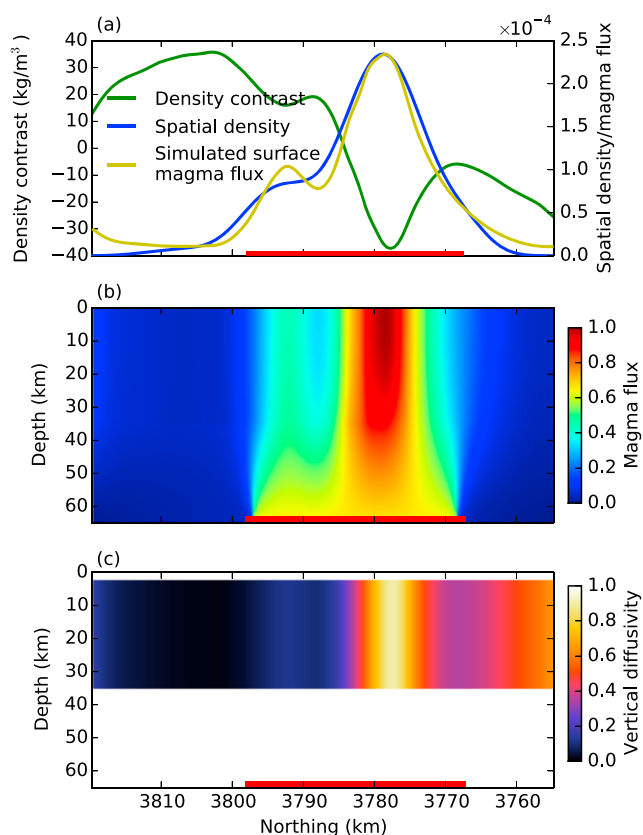 (a)
×10⁻⁴
Density contrast (kg/m³ )
40
30
20
10
0
−10
−20
−30
−40
Density contrast
Spatial density
Simulated surface
magma flux
2.5
2.0
1.5
1.0
0.5
0.0
Spatial density/magma flux
(b)
Depth (km)
0
10
20
30
40
50
60
1.0
0.8
0.6
0.4
0.2
0.0
Magma flux
(c)
Depth (km)
0
10
20
30
40
50
60
1.0
0.8
0.6
0.4
0.2
0.0
Vertical diffusivity
3810 3800 3790 3780 3770 3760
Northing (km)